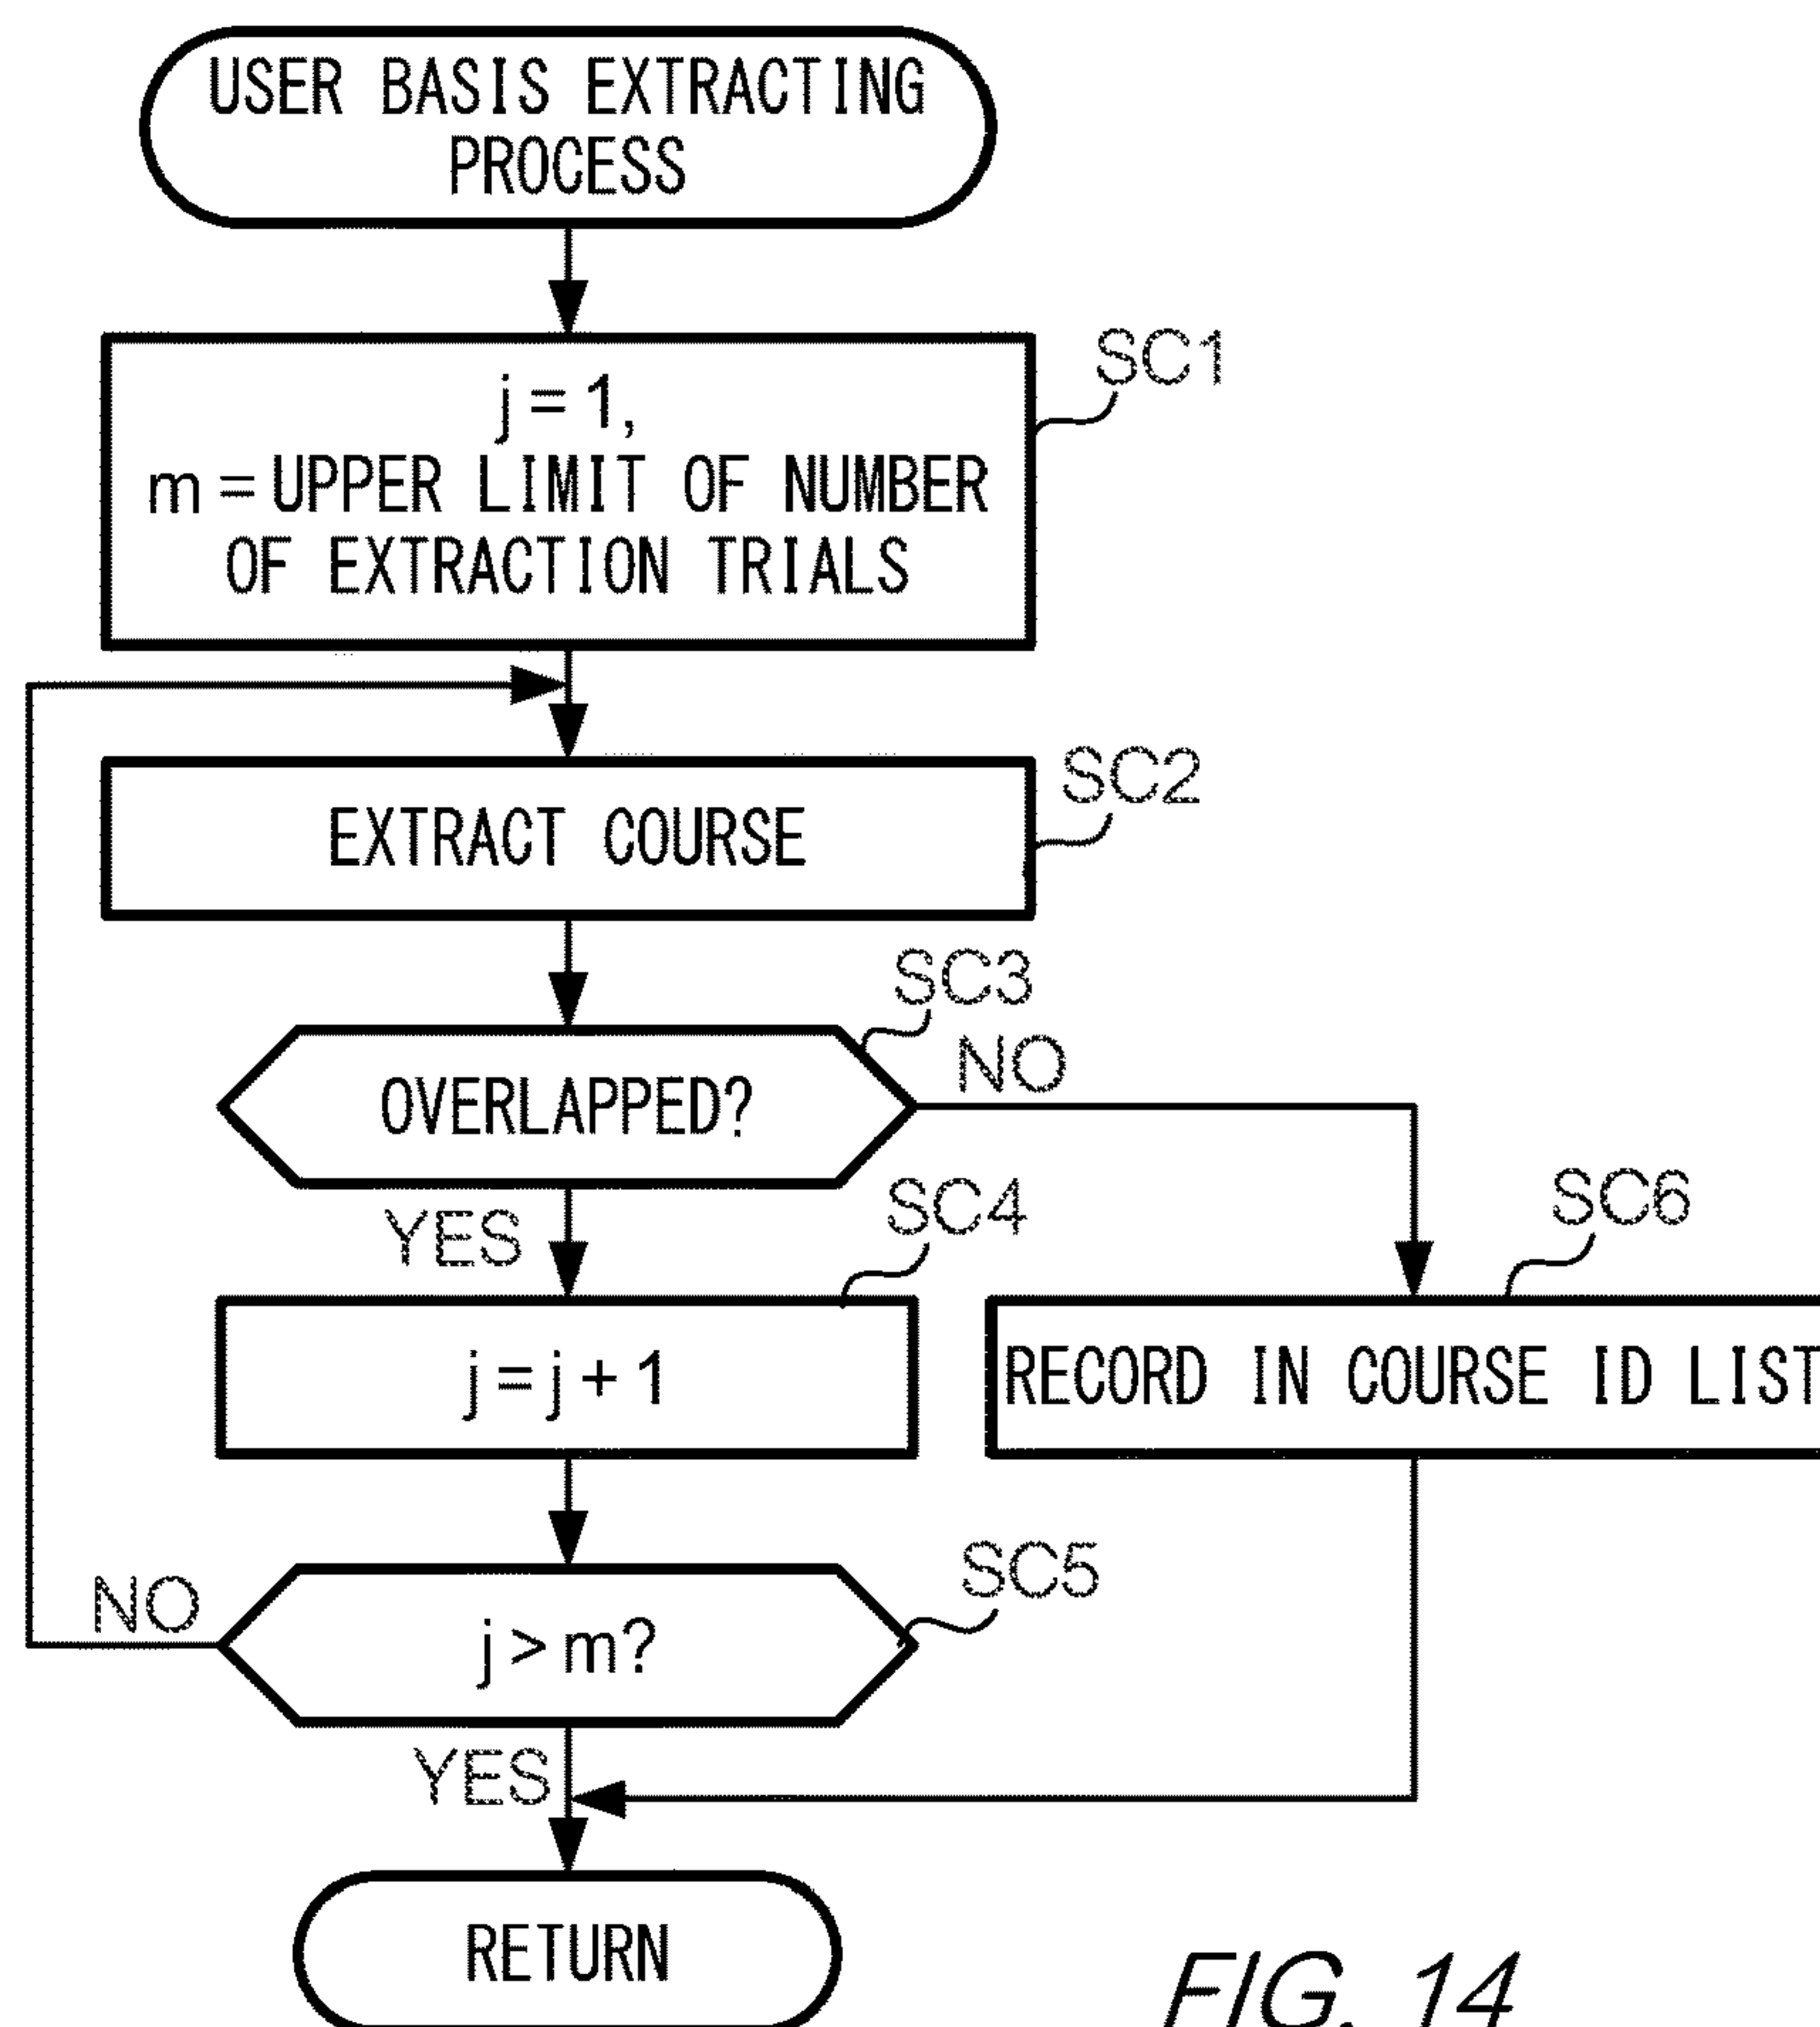 USER BASIS EXTRACTING
PROCESS
SC1
j = 1,
m = UPPER LIMIT OF NUMBER
OF EXTRACTION TRIALS
SC2
EXTRACT COURSE
SC3
OVERLAPPED?
NO
YES
SC4
SC6
j = j + 1
RECORD IN COURSE ID LIST
SC5
NO
j > m?
YES
RETURN
FIG. 14